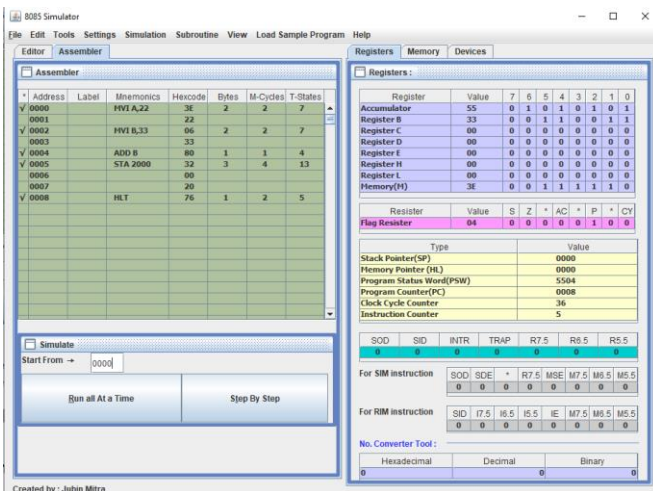 8085 Simulator
File Edit Tools Settings Simulation Subroutine View Load Sample Program Help
Editor Assembler
Assembler
* Address Label Mnemonics Hexcode Bytes M-Cycles T-States
√ 0000 MVI A,22 3E 2 2 7
0001 22
√ 0002 MVI B,33 06 2 2 7
0003 33
√ 0004 ADD B 80 1 1 4
√ 0005 STA 2000 32 3 4 13
0006 00
0007 20
√ 0008 HLT 76 1 2 5
Simulate
Start From → 0000
Run all At a Time Step By Step
Created by : Jubin Mitra
Registers Memory Devices
Registers :
Register Value 7 6 5 4 3 2 1 0
Accumulator 55 0 1 0 1 0 1 0 1
Register B 33 0 0 1 1 0 0 1 1
Register C 00 0 0 0 0 0 0 0 0
Register D 00 0 0 0 0 0 0 0 0
Register E 00 0 0 0 0 0 0 0 0
Register H 00 0 0 0 0 0 0 0 0
Register L 00 0 0 0 0 0 0 0 0
Memory(M) 3E 0 0 1 1 1 1 1 0
Resister Value S Z * AC * P * CY
Flag Resister 04 0 0 0 0 0 1 0 0
Type Value
Stack Pointer(SP) 0000
Memory Pointer (HL) 0000
Program Status Word(PSW) 5504
Program Counter(PC) 0008
Clock Cycle Counter 36
Instruction Counter 5
SOD SID INTR TRAP R7.5 R6.5 R5.5
0 0 0 0 0 0 0
For SIM instruction SOD SDE * R7.5 MSE M7.5 M6.5 M5.5
0 0 0 0 0 0 0 0
For RIM instruction SID I7.5 I6.5 I5.5 IE M7.5 M6.5 M5.5
0 0 0 0 0 0 0 0
No. Converter Tool :
Hexadecimal Decimal Binary
0 0 0